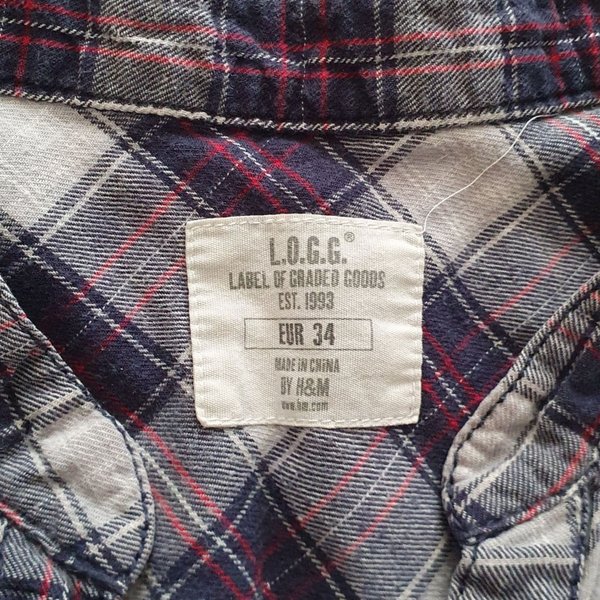 L.O.G.G.®
LABEL OF GRADED GOODS
EST. 1993
EUR 34
MADE IN CHINA
BY H&M
www.hm.com